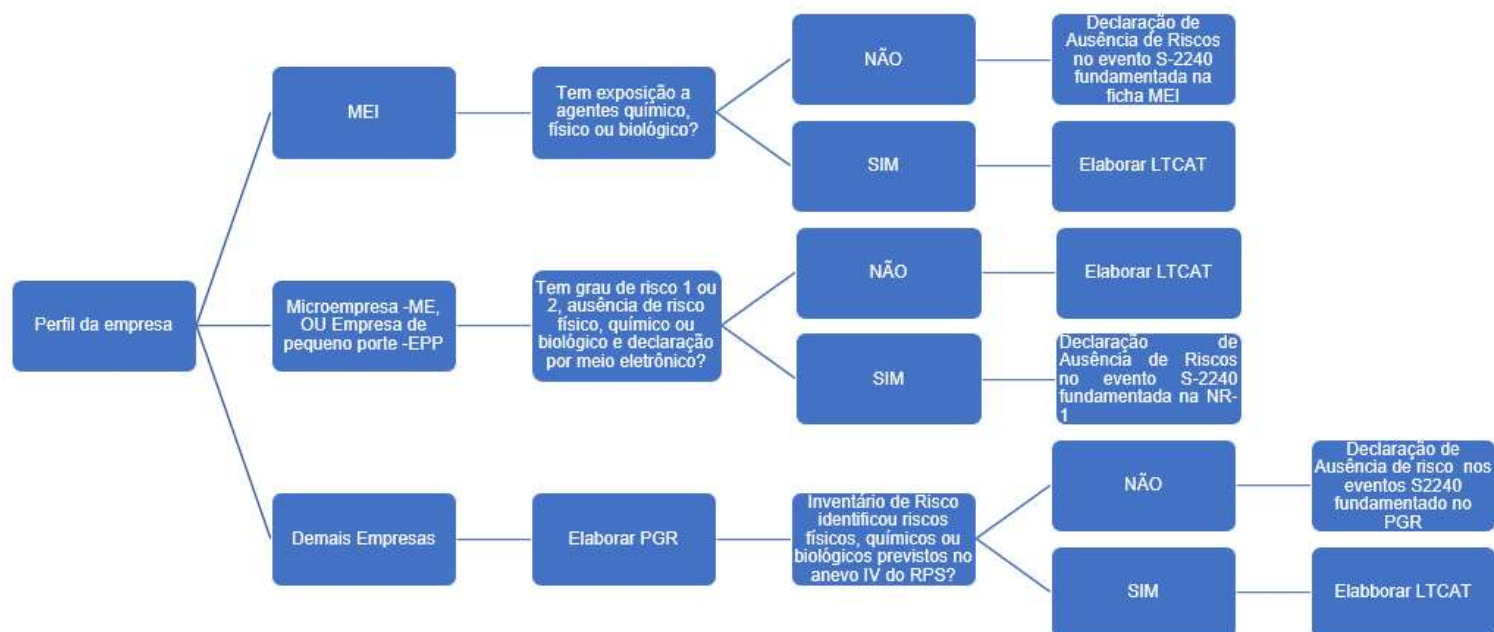 Perfil da empresa
MEI
Tem exposição a
agentes químico,
físico ou biológico?
NÃO
Declaração de
Ausência de Riscos
no evento S-2240
fundamentada na
ficha MEI
SIM
Elaborar LTCAT
Microempresa -ME,
OU Empresa de
pequeno porte -EPP
Tem grau de risco 1 ou
2, ausência de risco
físico, químico ou
biológico e declaração
por meio eletrônico?
NÃO
Elaborar LTCAT
SIM
Declaração de
Ausência de Riscos
no evento S-2240
fundamentada na NR-
1
Demais Empresas
Elaborar PGR
Inventário de Risco
identificou riscos
físicos, químicos ou
biológicos previstos no
anevo IV do RPS?
NÃO
Declaração de
Ausência de risco nos
eventos S2240
fundamentado no
PGR
SIM
Elabborar LTCAT